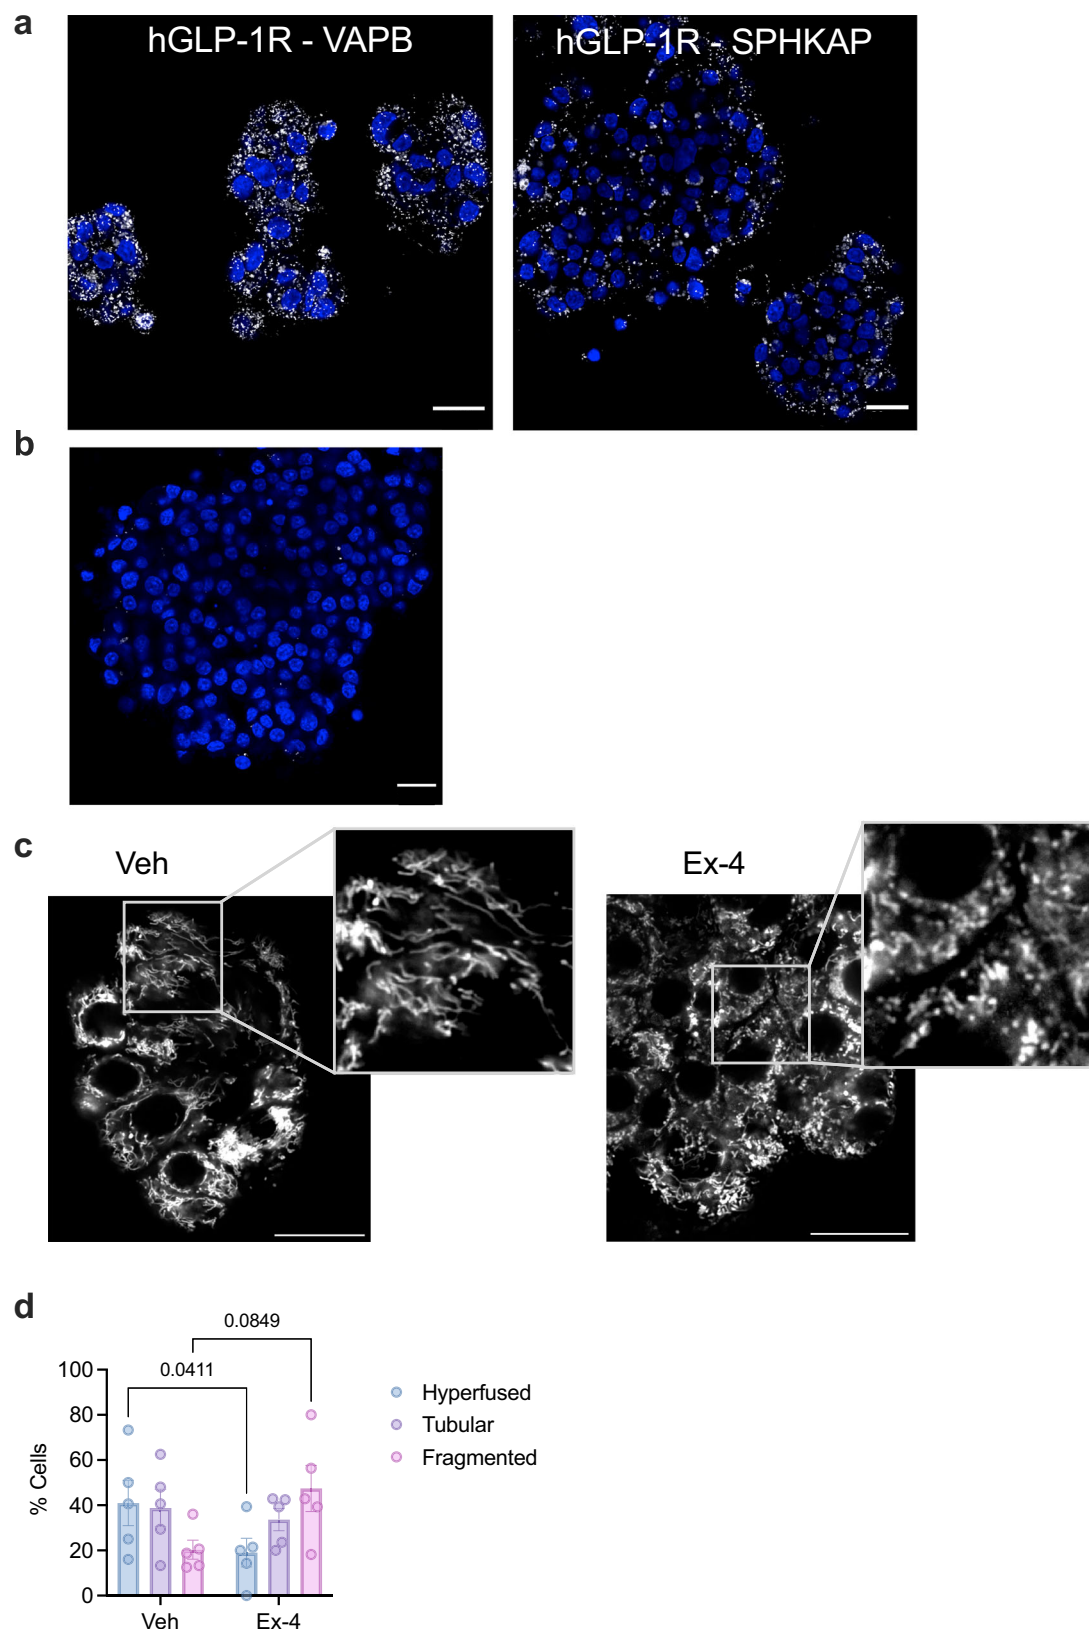 a
hGLP-1R - VAPB
hGLP-1R - SPHKAP
b
c
Veh
Ex-4
d
0.0849
0.0411
100
80
60
40
20
0
% Cells
Hyperfused
Tubular
Fragmented
Veh
Ex-4